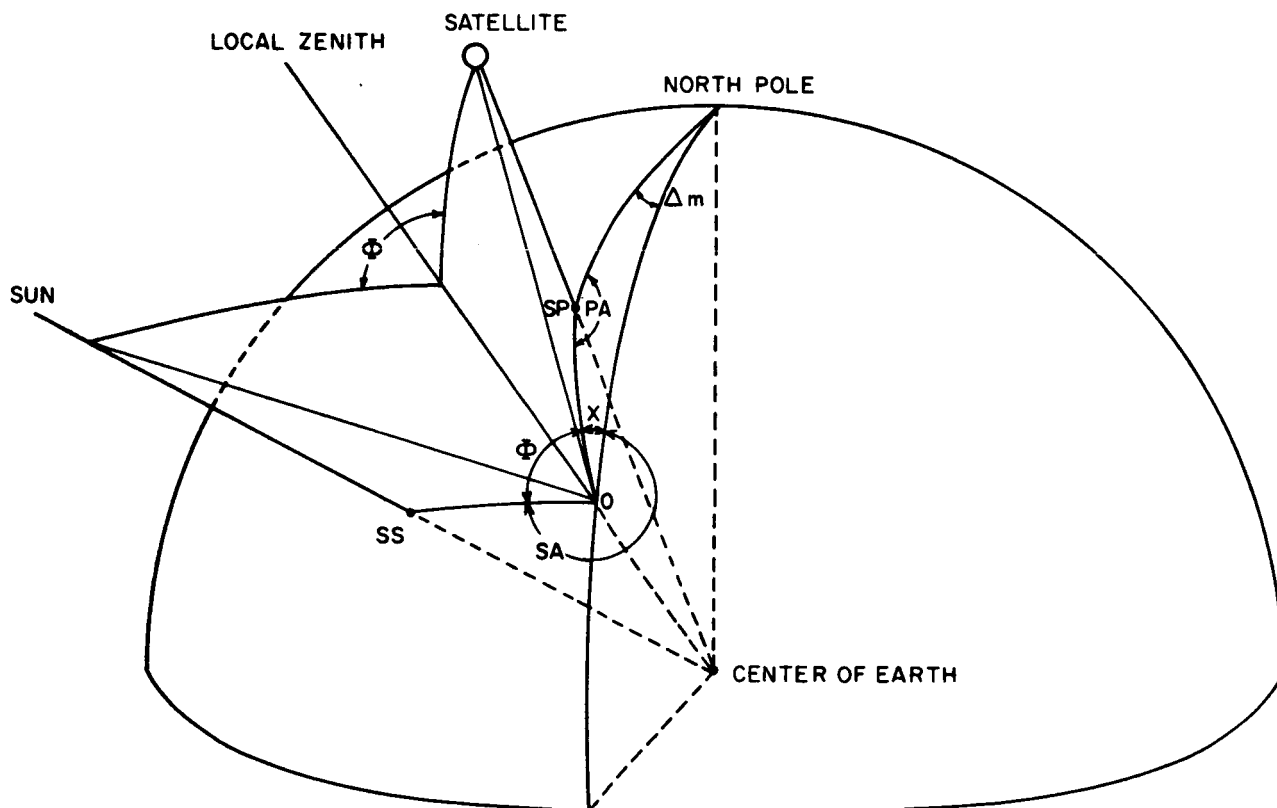 SATELLITE
LOCAL ZENITH
NORTH POLE
Δm
Φ
SUN
SP PA
X
Φ
O
SS
SA
CENTER OF EARTH